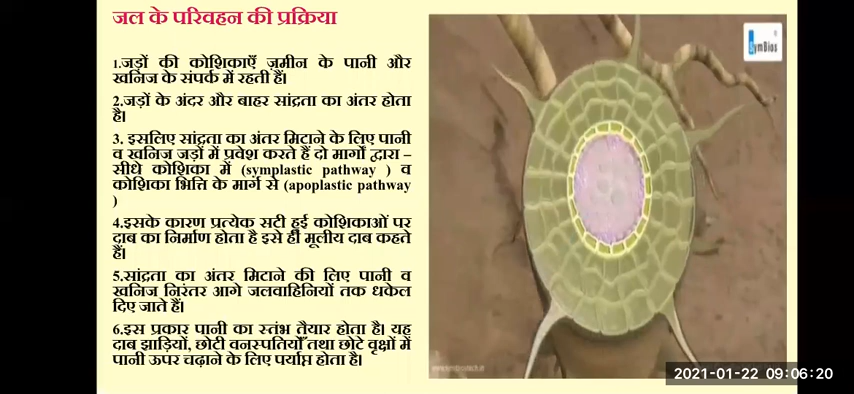 जल के परिवहन की प्रक्रिया
1.जड़ों की कोशिकाएँ ज़मीन के पानी और
खनिज के संपर्क में रहती हैं।
2.जड़ों के अंदर और बाहर सांद्रता का अंतर होता
है।
3. इसलिए सांद्रता का अंतर मिटाने के लिए पानी
व खनिज जड़ों में प्रवेश करते हैं दो मार्गों द्वारा –
सीधे कोशिका में (symplastic pathway ) व
कोशिका भित्ति के मार्ग से (apoplastic pathway
)
4.इसके कारण प्रत्येक सटी हुई कोशिकाओं पर
दाब का निर्माण होता है इसे ही मूलीय दाब कहते
हैं।
5.सांद्रता का अंतर मिटाने की लिए पानी व
खनिज निरंतर आगे जलवाहिनियों तक धकेल
दिए जाते हैं।
6.इस प्रकार पानी का स्तंभ तैयार होता है। यह
दाब झाड़ियों, छोटी वनस्पतियोँ तथा छोटे वृक्षों में
पानी ऊपर चढ़ाने के लिए पर्याप्त होता है।
SymBios
2021-01-22 09:06:20